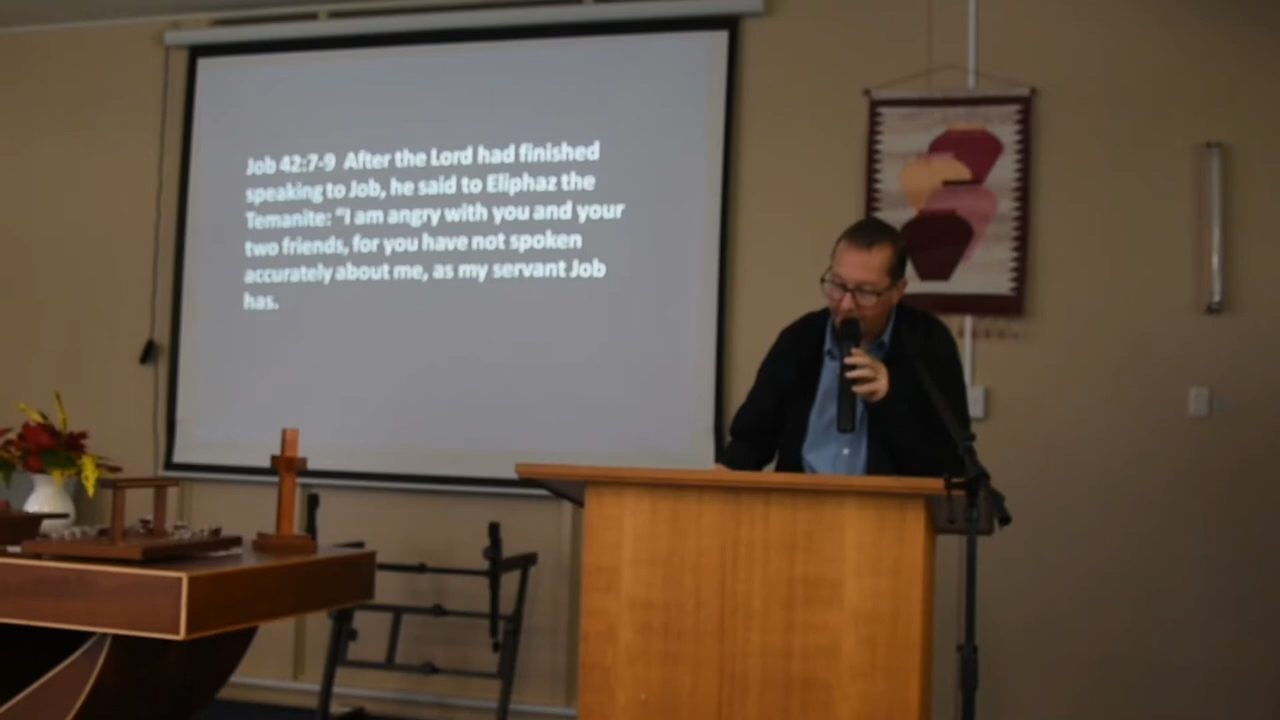 Job 42:7-9 After the Lord had finished
speaking to Job, he said to Eliphaz the
Temanite: "I am angry with you and your
two friends, for you have not spoken
accurately about me, as my servant Job
has.